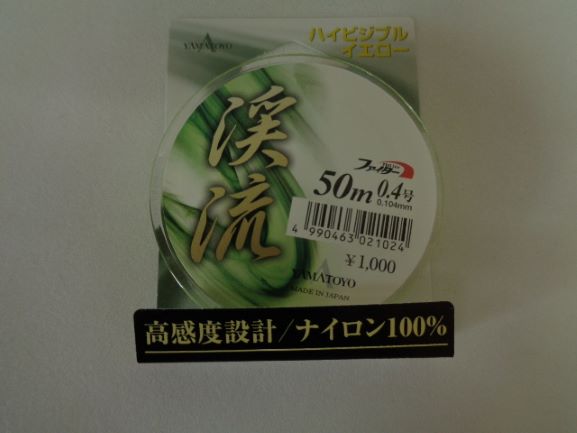 YAMATOYO
ハイビジブル
イエロー
渓流
ファイター
50m 0.4号
0.104mm
4 990463 021024
¥1,000
YAMATOYO
MADE IN JAPAN
高感度設計/ナイロン100%